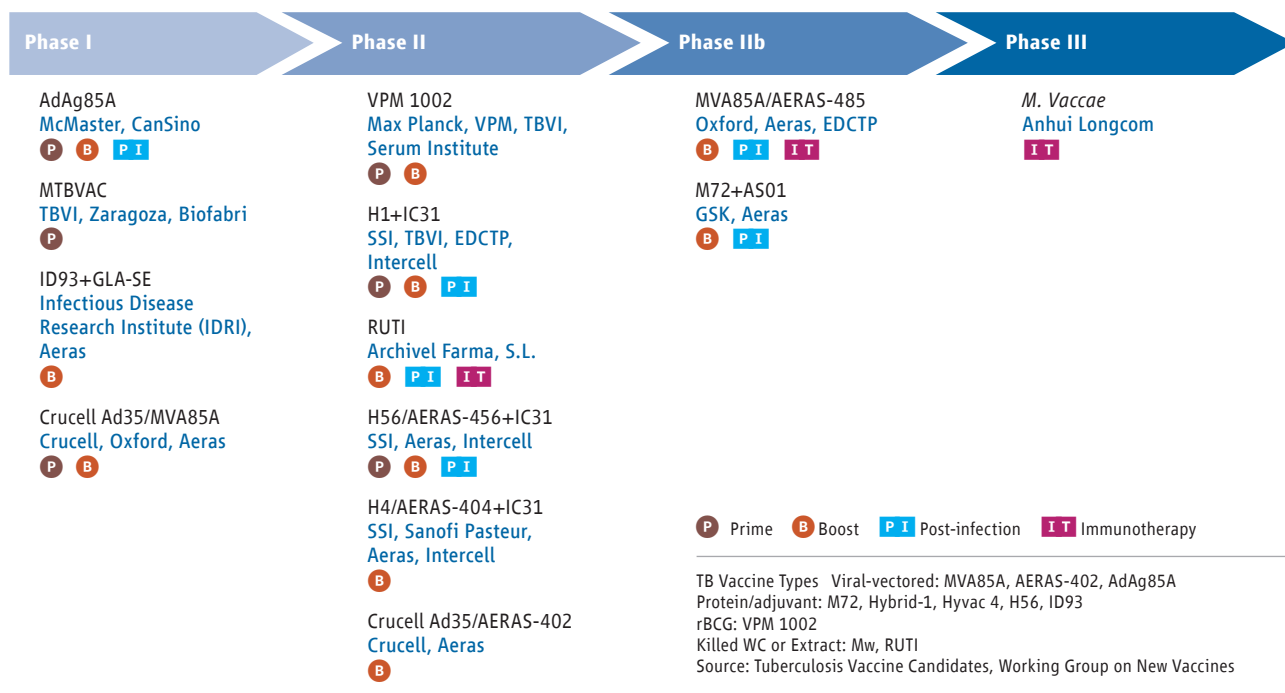 Phase I
Phase II
Phase IIb
Phase III
AdAg85A
McMaster, CanSino
P B P I
MTBVAC
TBVI, Zaragoza, Biofabri
P
ID93+GLA-SE
Infectious Disease
Research Institute (IDRI),
Aeras
B
Crucell Ad35/MVA85A
Crucell, Oxford, Aeras
P B
VPM 1002
Max Planck, VPM, TBVI,
Serum Institute
P B
H1+IC31
SSI, TBVI, EDCTP,
Intercell
P B P I
RUTI
Archivel Farma, S.L.
B P I I T
H56/AERAS-456+IC31
SSI, Aeras, Intercell
P B P I
H4/AERAS-404+IC31
SSI, Sanofi Pasteur,
Aeras, Intercell
B
Crucell Ad35/AERAS-402
Crucell, Aeras
B
MVA85A/AERAS-485
Oxford, Aeras, EDCTP
B P I I T
M72+AS01
GSK, Aeras
B P I
M. Vaccae
Anhui Longcom
I T
P Prime B Boost P I Post-infection I T Immunotherapy
TB Vaccine Types Viral-vectored: MVA85A, AERAS-402, AdAg85A
Protein/adjuvant: M72, Hybrid-1, Hyvac 4, H56, ID93
rBCG: VPM 1002
Killed WC or Extract: Mw, RUTI
Source: Tuberculosis Vaccine Candidates, Working Group on New Vaccines